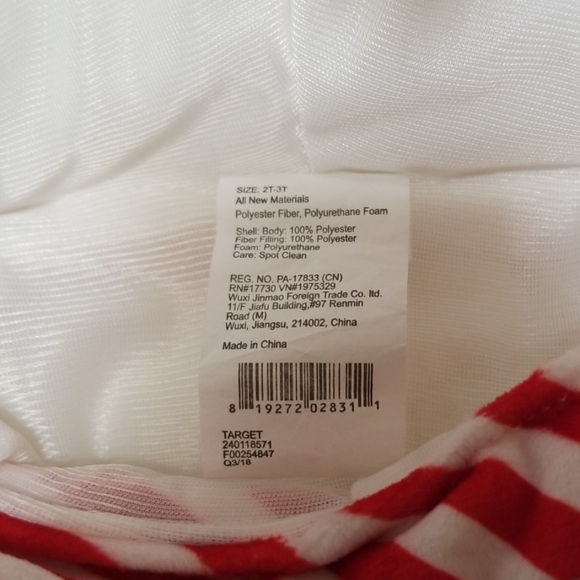 SIZE: 2T-3T
All New Materials
Polyester Fiber, Polyurethane Foam
Shell: Body: 100% Polyester
Fiber Filling: 100% Polyester
Foam: Polyurethane
Care: Spot Clean
REG. NO. PA-17833 (CN)
RN#17730 VN#1975329
Wuxi Jinmao Foreign Trade Co. ltd.
11/F Jiafu Building,#97 Renmin
Road (M)
Wuxi, Jiangsu, 214002, China
Made in China
8 19272 02831 1
TARGET
240118571
F00254847
Q3/18